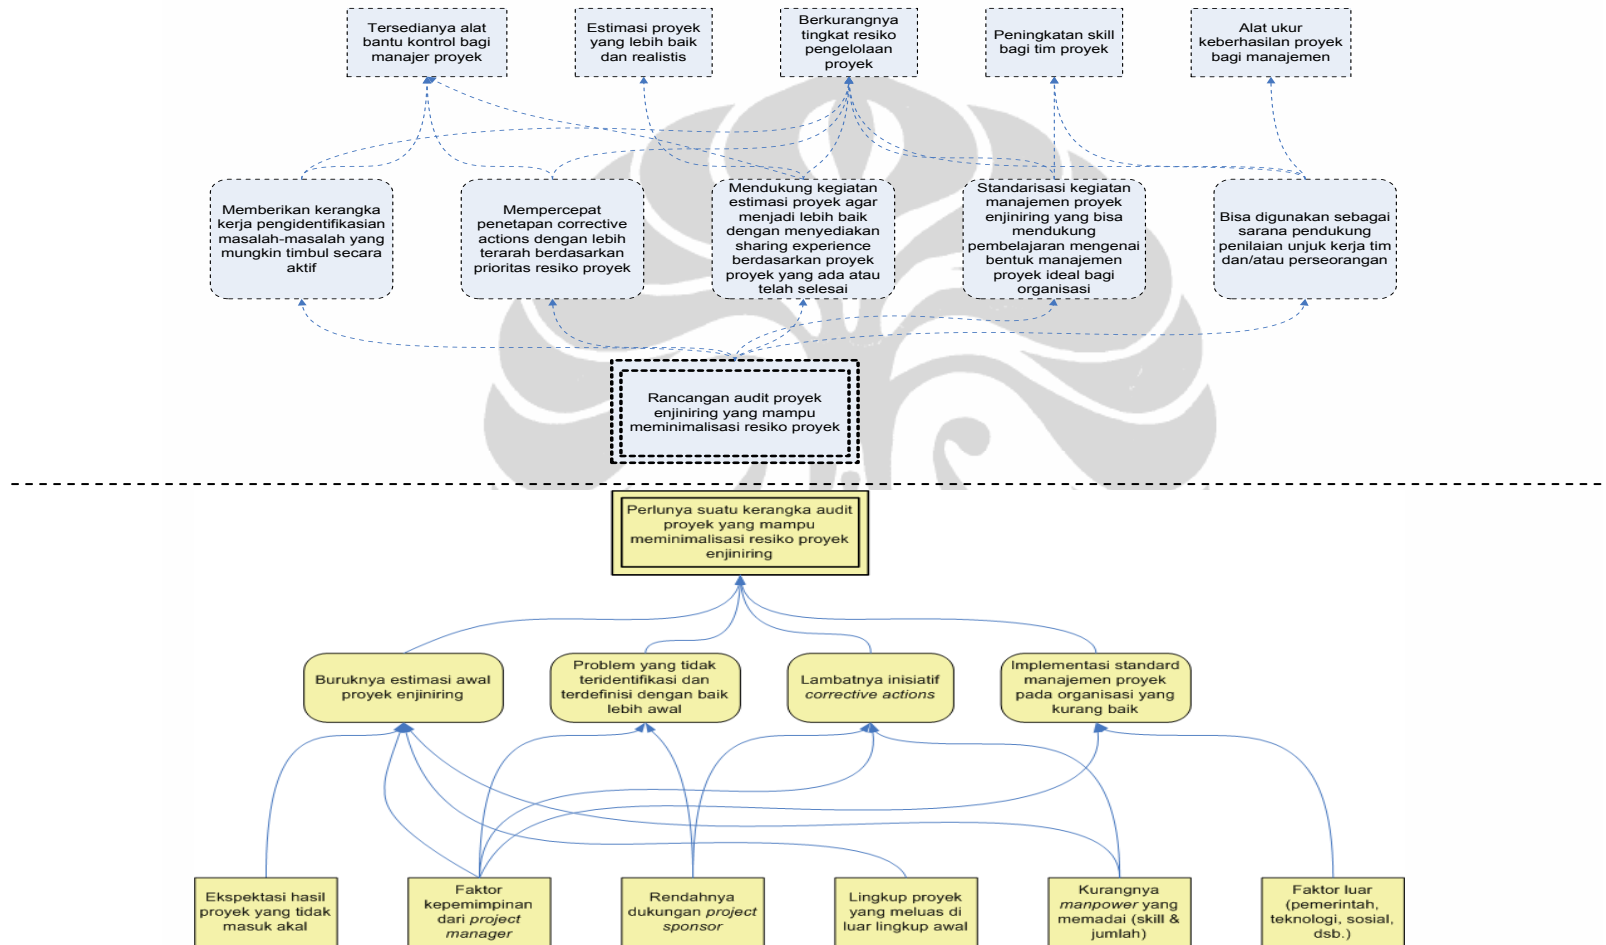 Tersedianya alat
bantu kontrol bagi
manajer proyek
Estimasi proyek
yang lebih baik
dan realistis
Berkurangnya
tingkat resiko
pengelolaan
proyek
Peningkatan skill
bagi tim proyek
Alat ukur
keberhasilan proyek
bagi manajemen
Memberikan kerangka
kerja pengidentifikasian
masalah-masalah yang
mungkin timbul secara
aktif
Mempercepat
penetapan corrective
actions dengan lebih
terarah berdasarkan
prioritas resiko proyek
Mendukung kegiatan
estimasi proyek agar
menjadi lebih baik
dengan menyediakan
sharing experience
berdasarkan proyek
proyek yang ada atau
telah selesai
Standarisasi kegiatan
manajemen proyek
enjiniring yang bisa
mendukung
pembelajaran mengenai
bentuk manajemen
proyek ideal bagi
organisasi
Bisa digunakan sebagai
sarana pendukung
penilaian unjuk kerja tim
dan/atau perseorangan
Rancangan audit proyek
enjiniring yang mampu
meminimalisasi resiko proyek
Perlunya suatu kerangka audit
proyek yang mampu
meminimalisasi resiko proyek
enjiniring
Buruknya estimasi awal
proyek enjiniring
Problem yang tidak
teridentifikasi dan
terdefinisi dengan baik
lebih awal
Lambatnya inisiatif
corrective actions
Implementasi standard
manajemen proyek
pada organisasi yang
kurang baik
Ekspektasi hasil
proyek yang tidak
masuk akal
Faktor
kepemimpinan
dari project
manager
Rendahnya
dukungan project
sponsor
Lingkup proyek
yang meluas di
luar lingkup awal
Kurangnya
manpower yang
memadai (skill &
jumlah)
Faktor luar
(pemerintah,
teknologi, sosial,
dsb.)